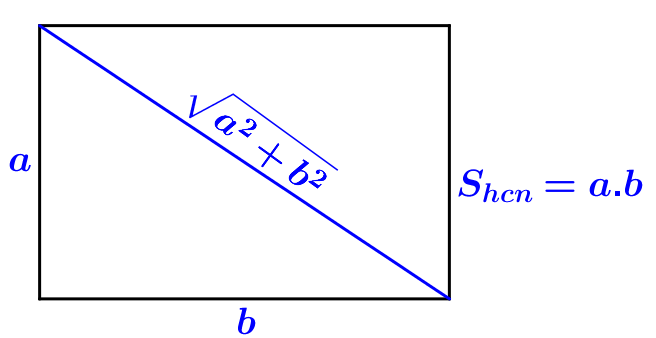 √a²+b²
a
S_hcn = a.b
b